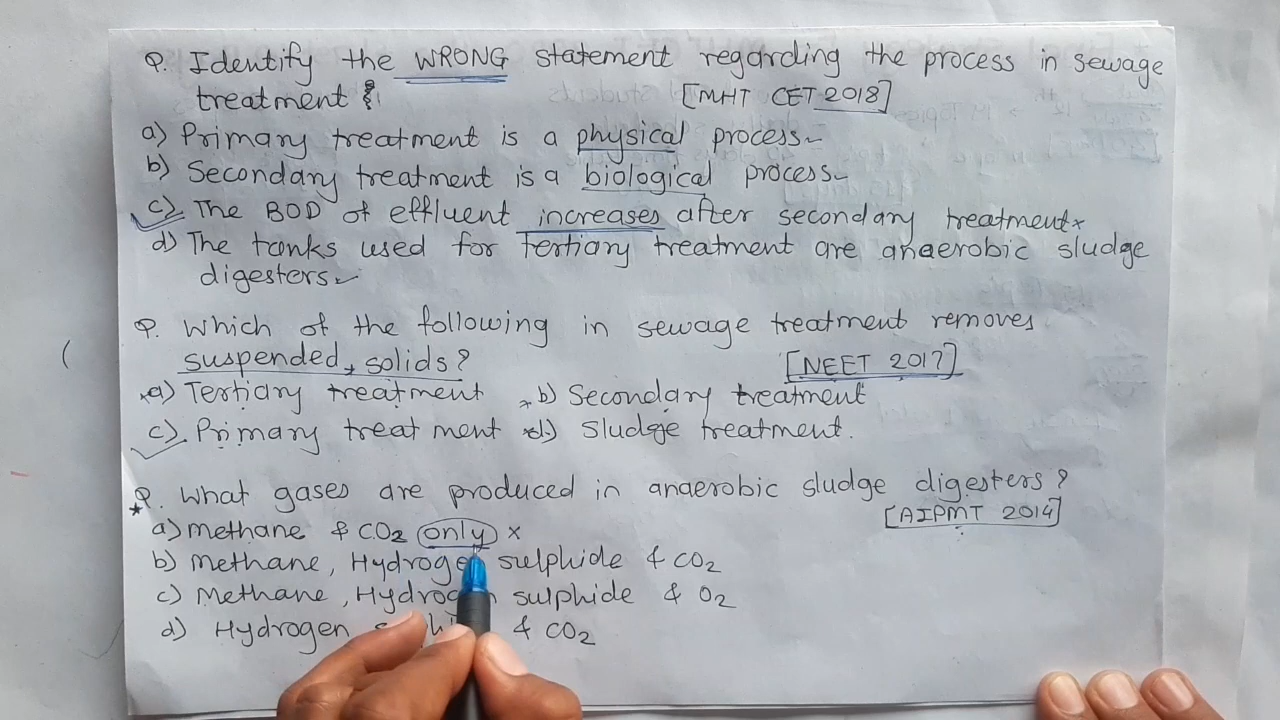 Q. Identify the WRONG statement regarding the process in sewage
treatment : [MHT CET 2018]
a) Primary treatment is a physical process
b) Secondary treatment is a biological process
c) The BOD of effluent increases after secondary treatment x
d) The tanks used for tertiary treatment are anaerobic sludge
digesters
Q. Which of the following in sewage treatment removes
suspended solids? [NEET 2017]
a) Tertiary treatment b) Secondary treatment
c) Primary treatment d) Sludge treatment.
Q. What gases are produced in anaerobic sludge digesters?
[AIPMT 2014]
a) methane & CO2 only x
b) Methane, Hydrogen sulphide & CO2
c) Methane, Hydrogen sulphide & O2
d) Hydrogen & CO2